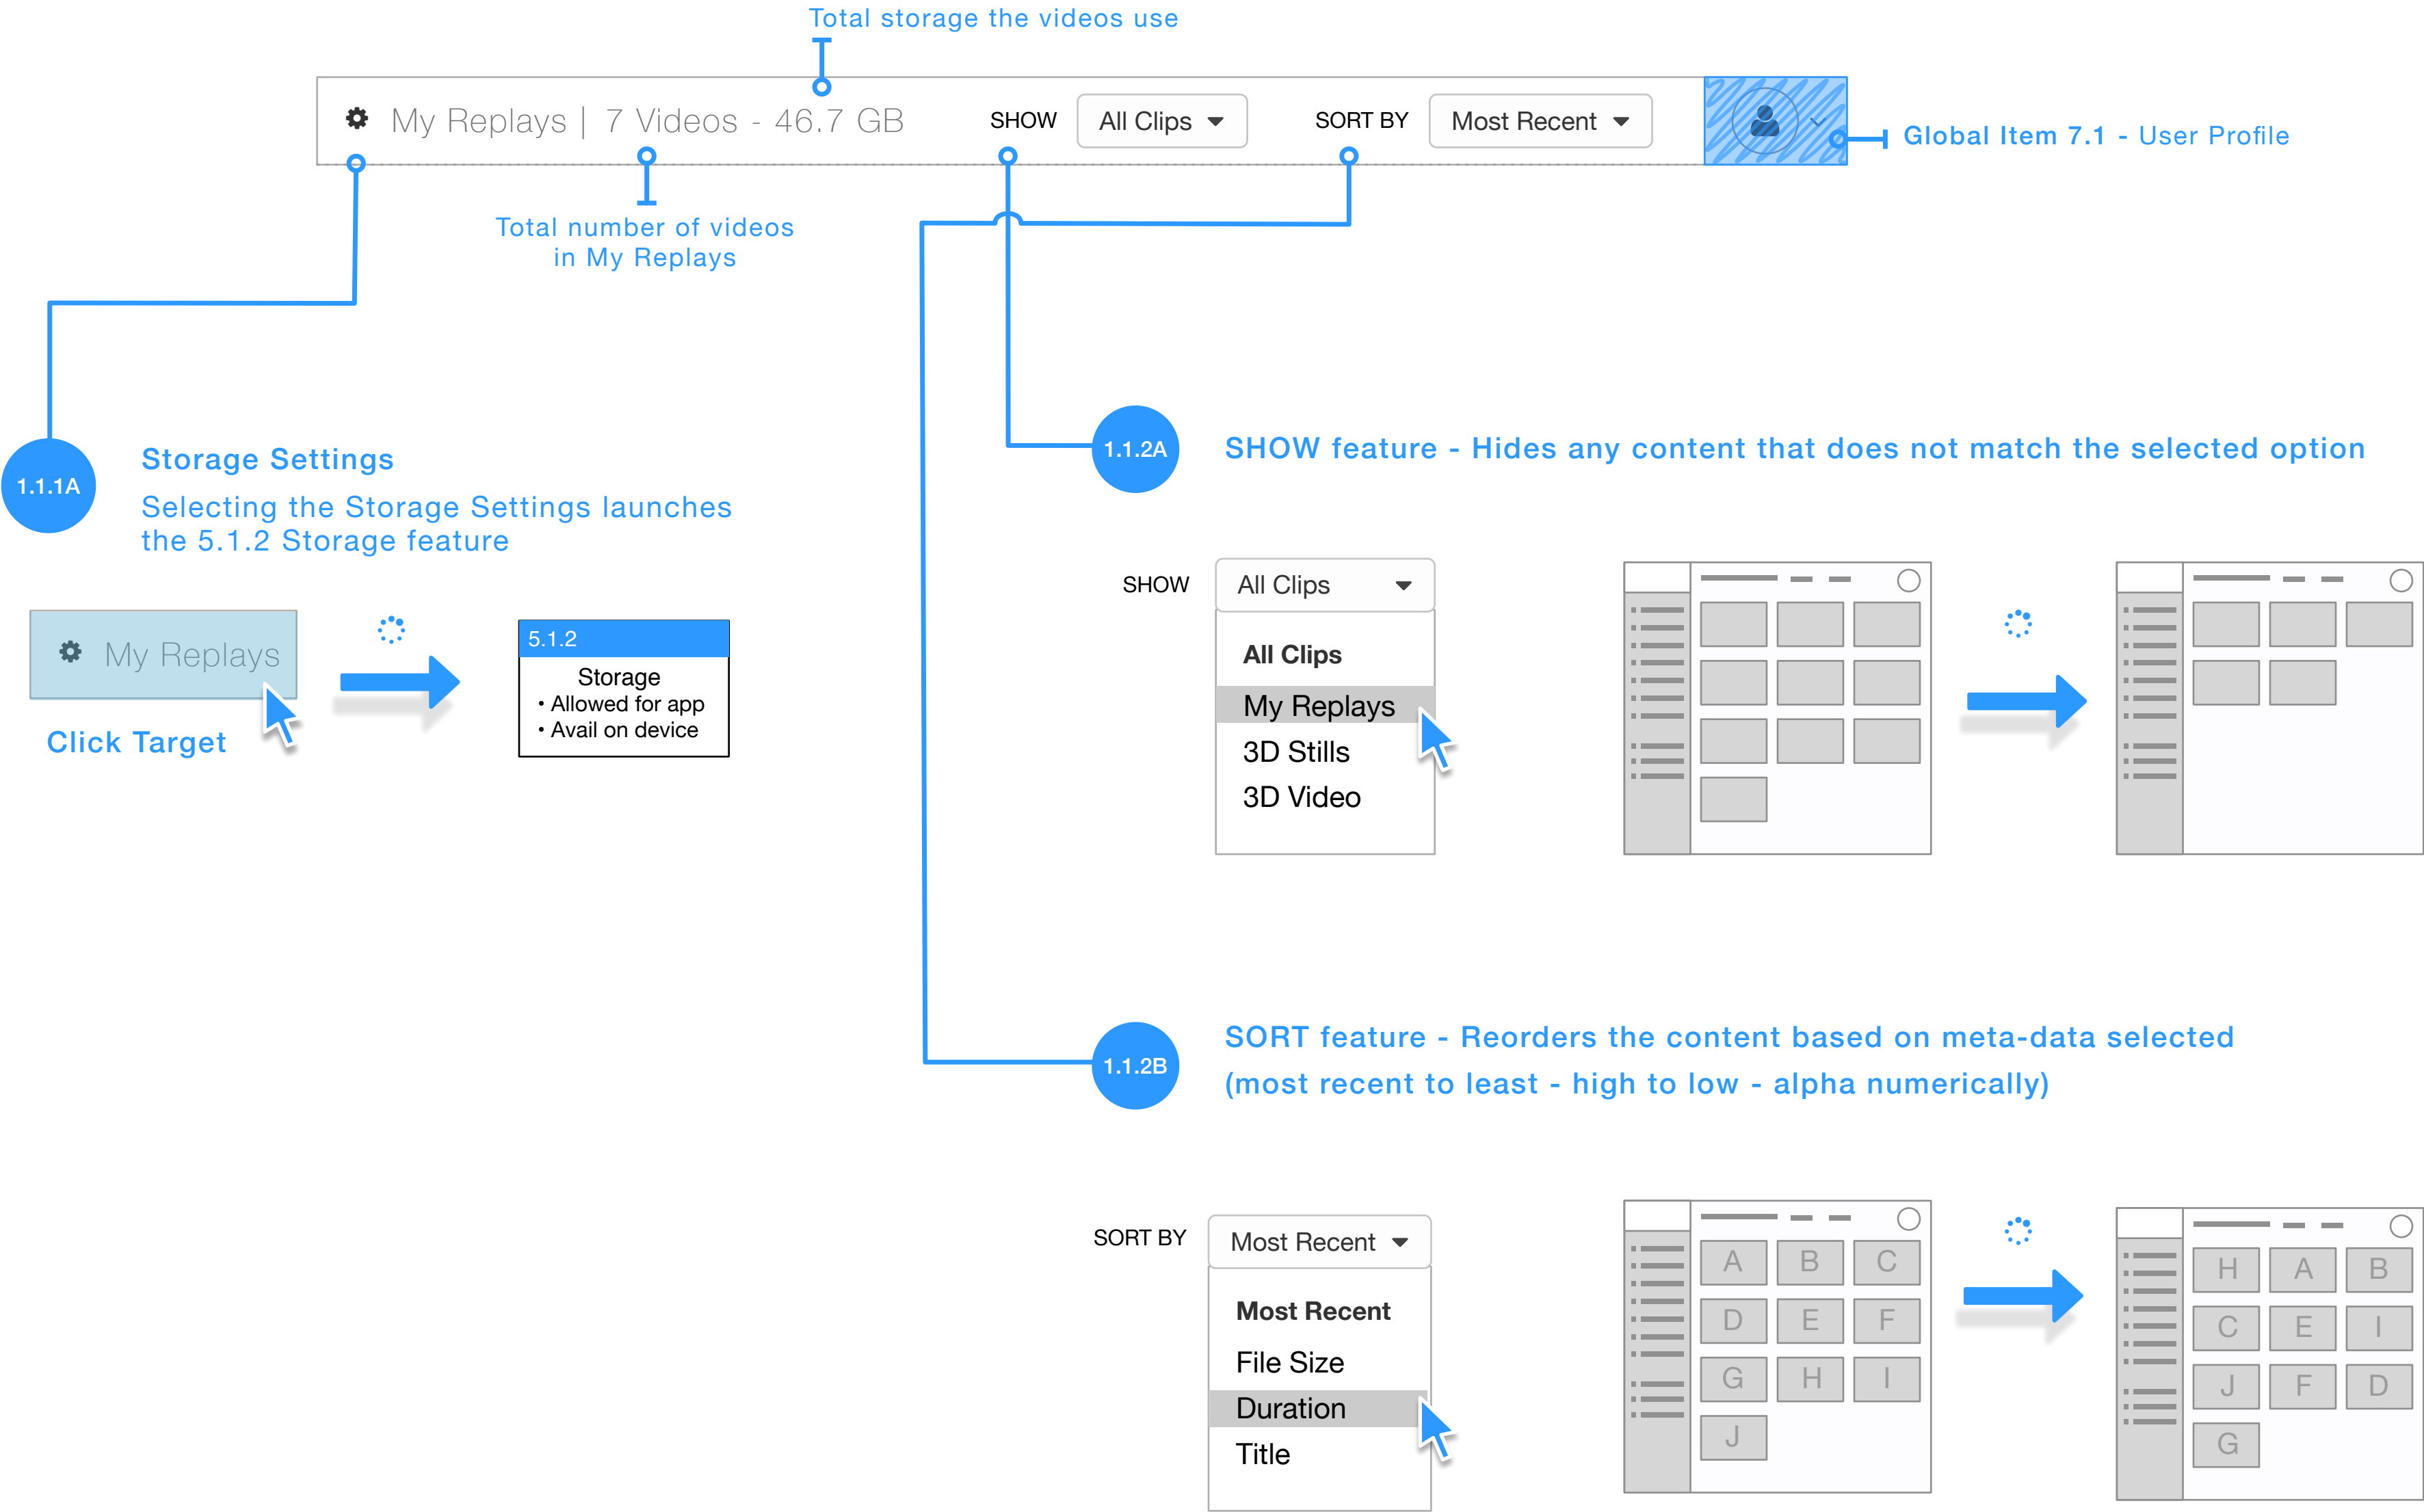 Total storage the videos use
My Replays | 7 Videos - 46.7 GB
SHOW
All Clips
SORT BY
Most Recent
Global Item 7.1 - User Profile
Total number of videos
in My Replays
1.1.1A
Storage Settings
Selecting the Storage Settings launches
the 5.1.2 Storage feature
My Replays
Click Target
5.1.2
Storage
• Allowed for app
• Avail on device
1.1.2A
SHOW feature - Hides any content that does not match the selected option
SHOW
All Clips
All Clips
My Replays
3D Stills
3D Video
1.1.2B
SORT feature - Reorders the content based on meta-data selected
(most recent to least - high to low - alpha numerically)
SORT BY
Most Recent
Most Recent
File Size
Duration
Title
A B C
D E F
G H I
J
H A B
C E I
J F D
G